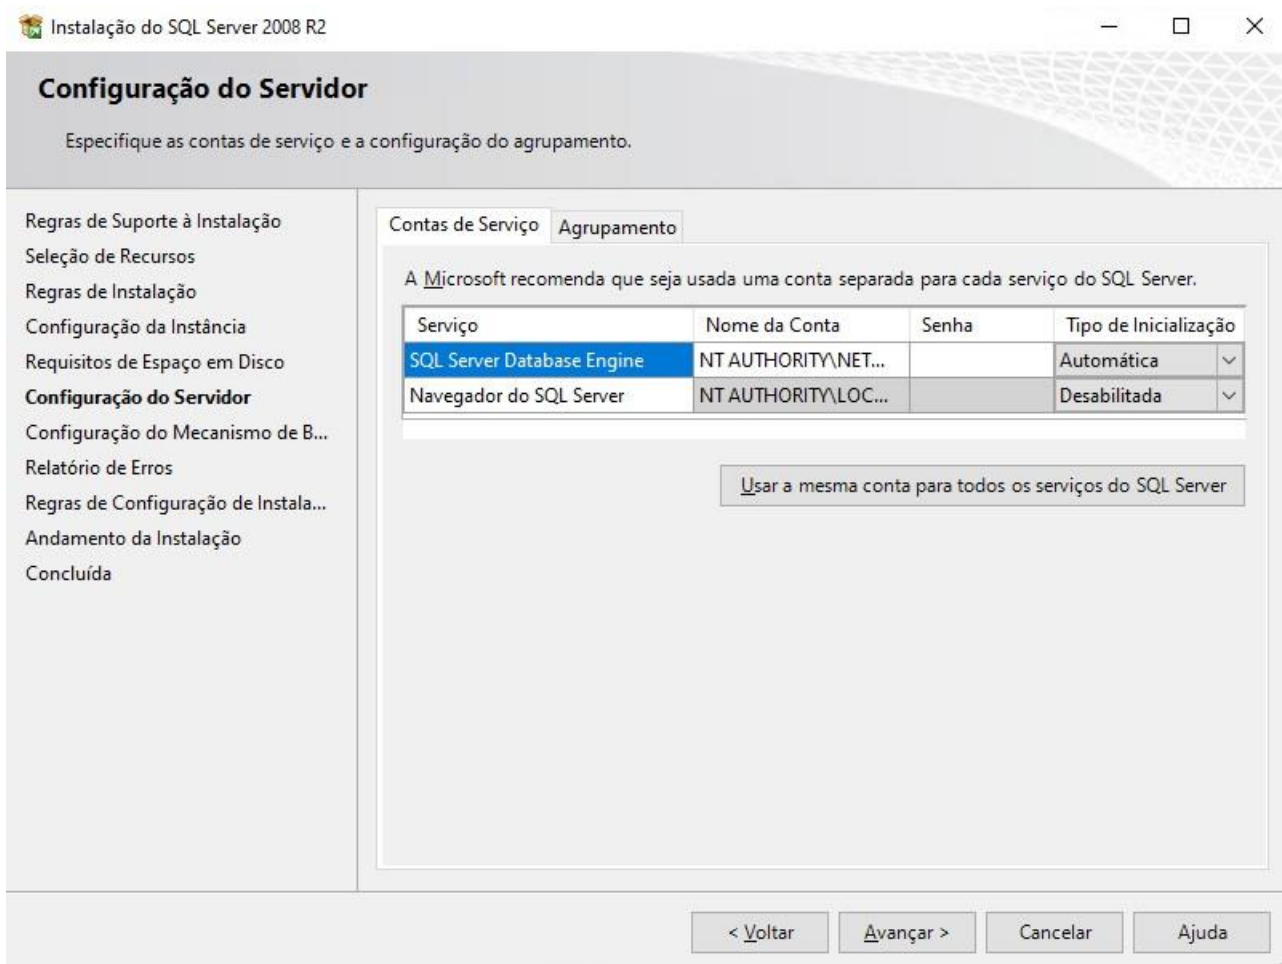 Instalação do SQL Server 2008 R2
Configuração do Servidor
Especifique as contas de serviço e a configuração do agrupamento.
Regras de Suporte à Instalação
Seleção de Recursos
Regras de Instalação
Configuração da Instância
Requisitos de Espaço em Disco
Configuração do Servidor
Configuração do Mecanismo de B...
Relatório de Erros
Regras de Configuração de Instala...
Andamento da Instalação
Concluída
Contas de Serviço Agrupamento
A Microsoft recomenda que seja usada uma conta separada para cada serviço do SQL Server.
Serviço Nome da Conta Senha Tipo de Inicialização
SQL Server Database Engine NT AUTHORITY\NET... Automática
Navegador do SQL Server NT AUTHORITY\LOC... Desabilitada
Usar a mesma conta para todos os serviços do SQL Server
< Voltar Avançar > Cancelar Ajuda